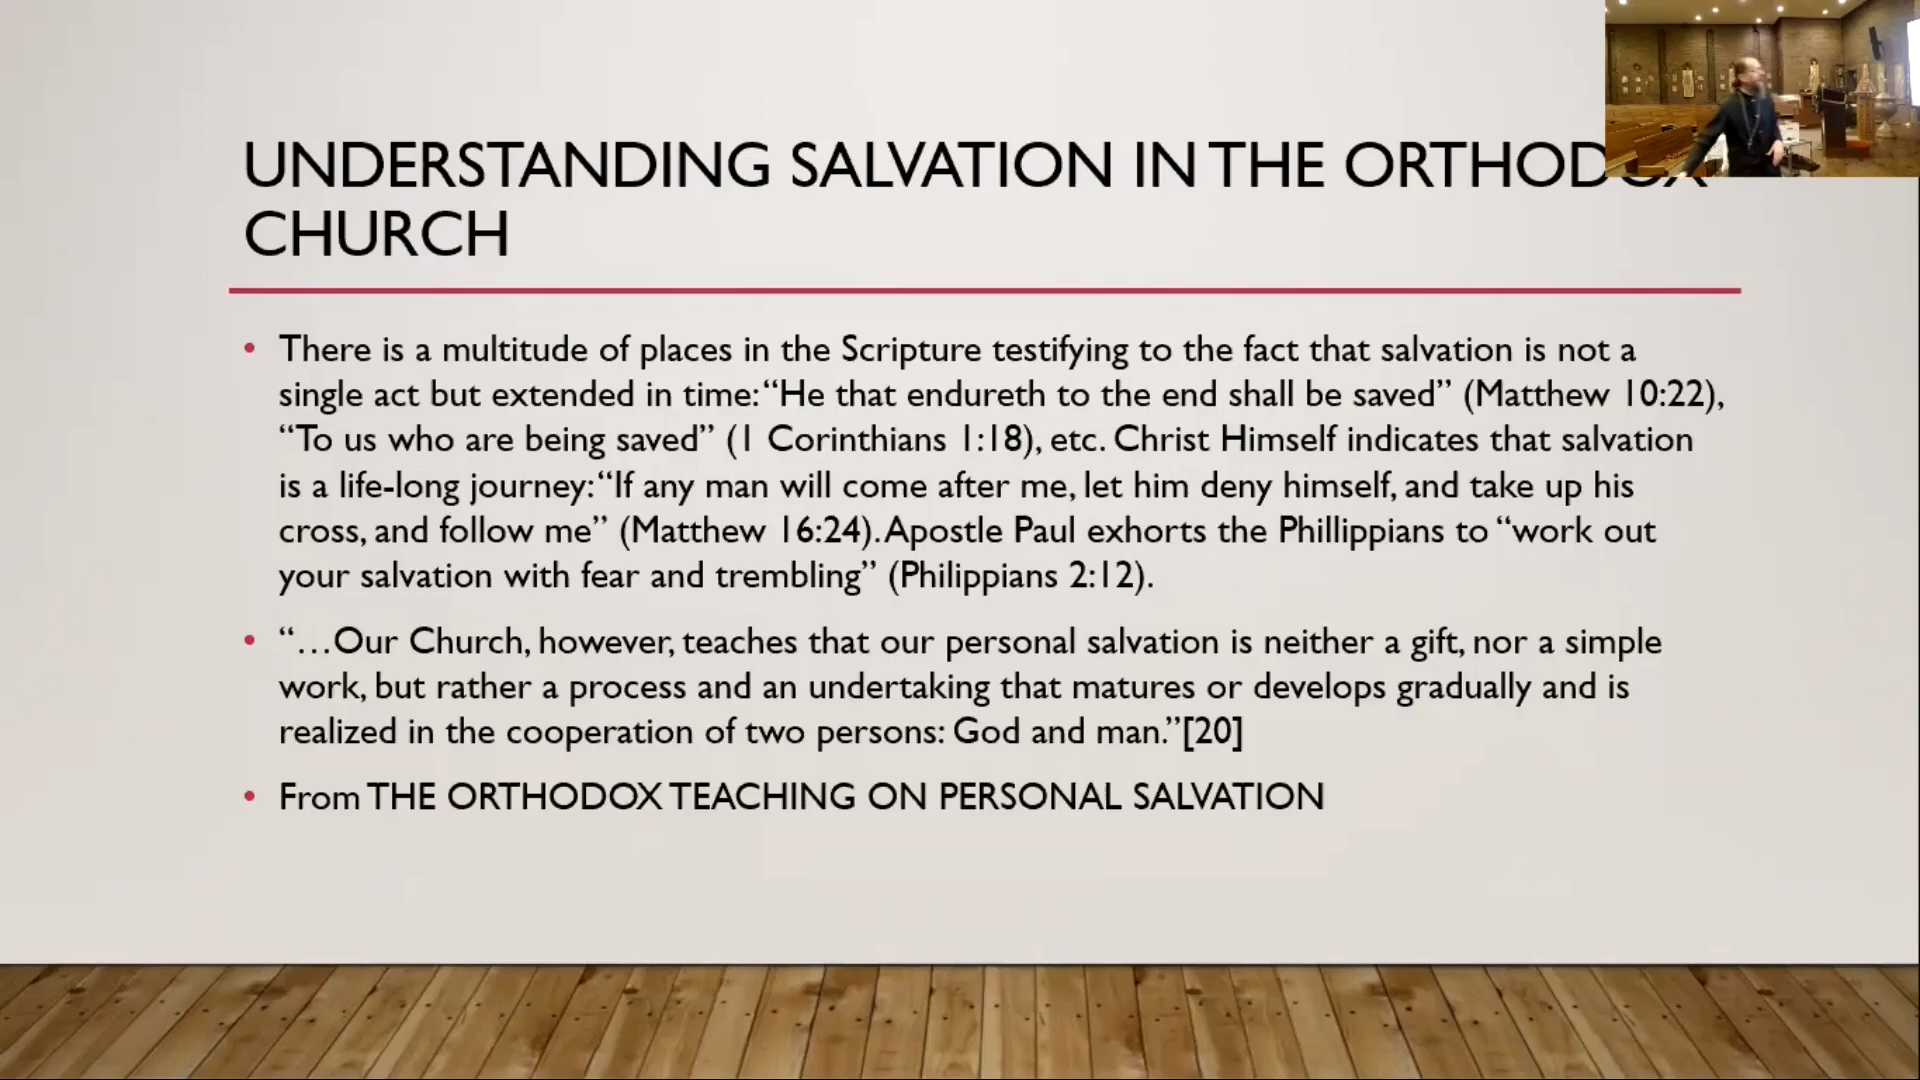 UNDERSTANDING SALVATION IN THE ORTHODOX
CHURCH
• There is a multitude of places in the Scripture testifying to the fact that salvation is not a
single act but extended in time: “He that endureth to the end shall be saved” (Matthew 10:22),
“To us who are being saved” (1 Corinthians 1:18), etc. Christ Himself indicates that salvation
is a life-long journey: “If any man will come after me, let him deny himself, and take up his
cross, and follow me” (Matthew 16:24). Apostle Paul exhorts the Phillippians to “work out
your salvation with fear and trembling” (Philippians 2:12).
• “…Our Church, however, teaches that our personal salvation is neither a gift, nor a simple
work, but rather a process and an undertaking that matures or develops gradually and is
realized in the cooperation of two persons: God and man.”[20]
• From THE ORTHODOX TEACHING ON PERSONAL SALVATION